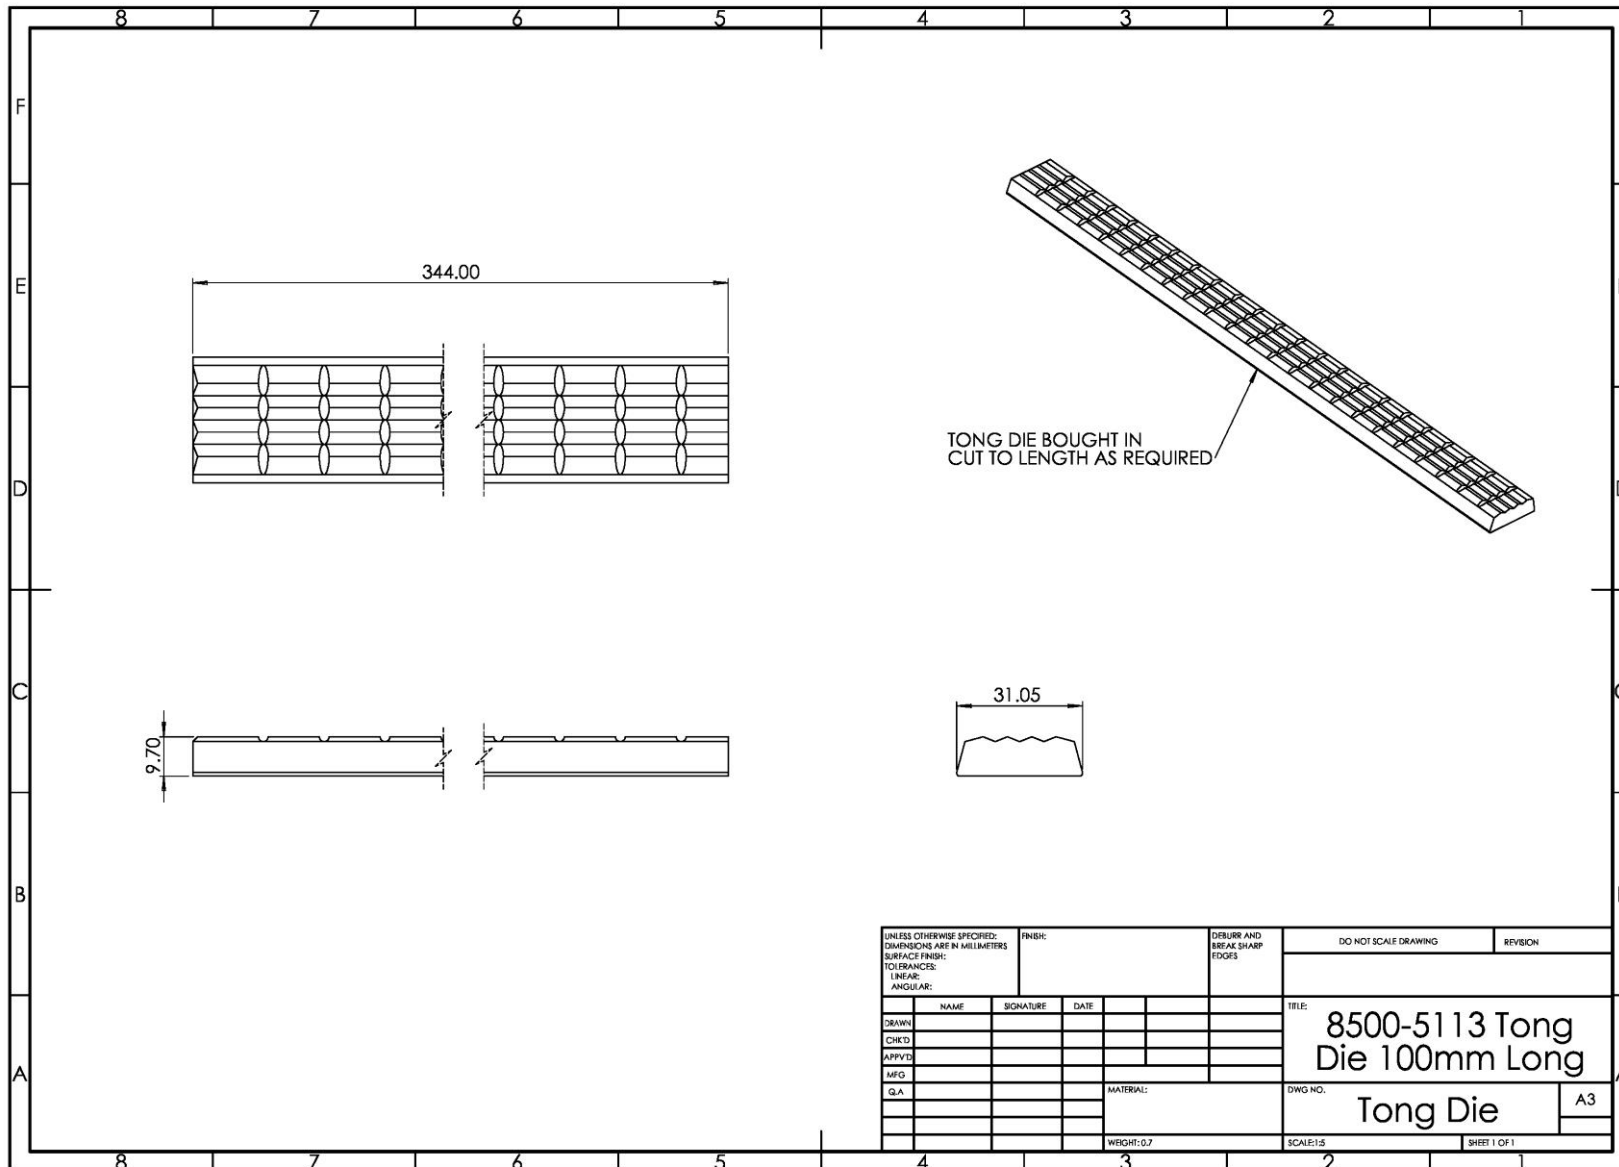 8 7 6 5 4 3 2 1
F
E
D
C
B
A
344.00
TONG DIE BOUGHT IN
CUT TO LENGTH AS REQUIRED
D
9.70
31.05
UNLESS OTHERWISE SPECIFIED:
DIMENSIONS ARE IN MILLIMETERS
SURFACE FINISH:
TOLERANCES:
LINEAR:
ANGULAR:
FINISH:
DEBURR AND
BREAK SHARP
EDGES
DO NOT SCALE DRAWING
REVISION
NAME SIGNATURE DATE
DRAWN
CHK'D
APPV'D
MFG
Q.A
MATERIAL:
WEIGHT: 0.7
TITLE:
8500-5113 Tong
Die 100mm Long
DWG NO.
Tong Die
A3
SCALE:1:5
SHEET 1 OF 1
8 7 6 5 4 3 2 1